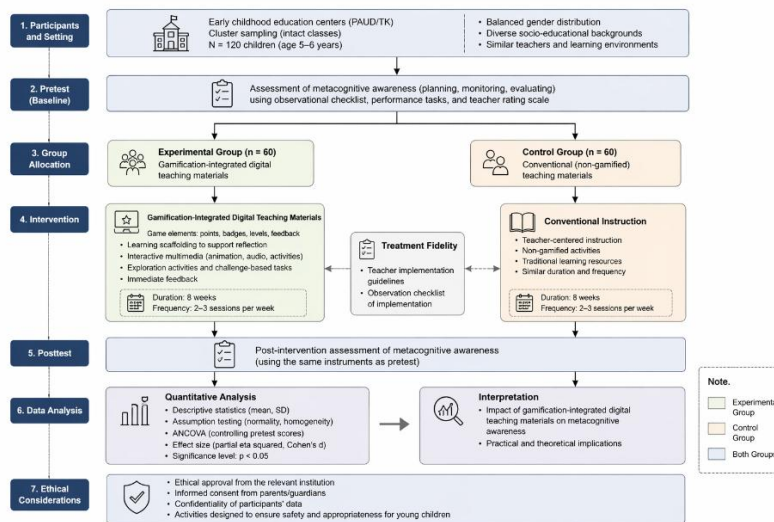 1. Participants
and Setting
Early childhood education centers (PAUD/TK)
Cluster sampling (intact classes)
N = 120 children (age 5–6 years)
• Balanced gender distribution
• Diverse socio-educational backgrounds
• Similar teachers and learning environments
2. Pretest
(Baseline)
Assessment of metacognitive awareness (planning, monitoring, evaluating)
using observational checklist, performance tasks, and teacher rating scale
3. Group
Allocation
Experimental Group (n = 60)
Gamification-integrated digital
teaching materials
Control Group (n = 60)
Conventional (non-gamified)
teaching materials
4. Intervention
Gamification-Integrated Digital Teaching Materials
Game elements: points, badges, levels, feedback
• Learning scaffolding to support reflection
• Interactive multimedia (animation, audio, activities)
• Exploration activities and challenge-based tasks
• Immediate feedback
Duration: 8 weeks
Frequency: 2–3 sessions per week
Treatment Fidelity
• Teacher implementation
guidelines
• Observation checklist
of implementation
Conventional Instruction
• Teacher-centered instruction
• Non-gamified activities
• Traditional learning resources
• Similar duration and frequency
Duration: 8 weeks
Frequency: 2–3 sessions per week
5. Posttest
Post-intervention assessment of metacognitive awareness
(using the same instruments as pretest)
6. Data Analysis
Quantitative Analysis
• Descriptive statistics (mean, SD)
• Assumption testing (normality, homogeneity)
• ANCOVA (controlling pretest scores)
• Effect size (partial eta squared, Cohen's d)
• Significance level: p < 0.05
Interpretation
• Impact of gamification-integrated digital
teaching materials on metacognitive
awareness
• Practical and theoretical implications
Note.
Experimenta
Group
Control
Group
Both Groups
7. Ethical
Considerations
• Ethical approval from the relevant institution
• Informed consent from parents/guardians
• Confidentiality of participants' data
• Activities designed to ensure safety and appropriateness for young children